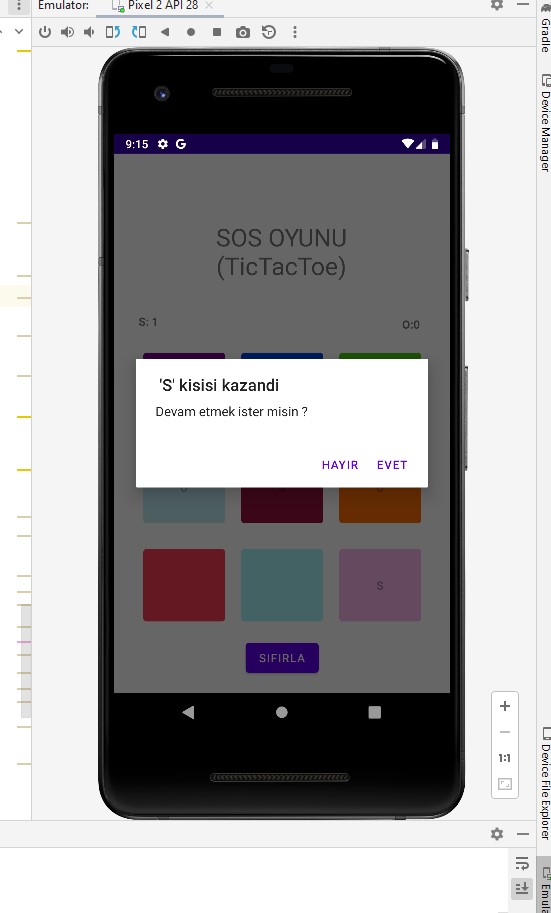 Emulator:
Pixel 2 API 28
Gradle
Device Manager
9:15
SOS OYUNU
(TicTacToe)
S: 1
O:0
'S' kisisi kazandi
Devam etmek ister misin ?
HAYIR
EVET
S
SIFIRLA
1:1
Device File Explorer